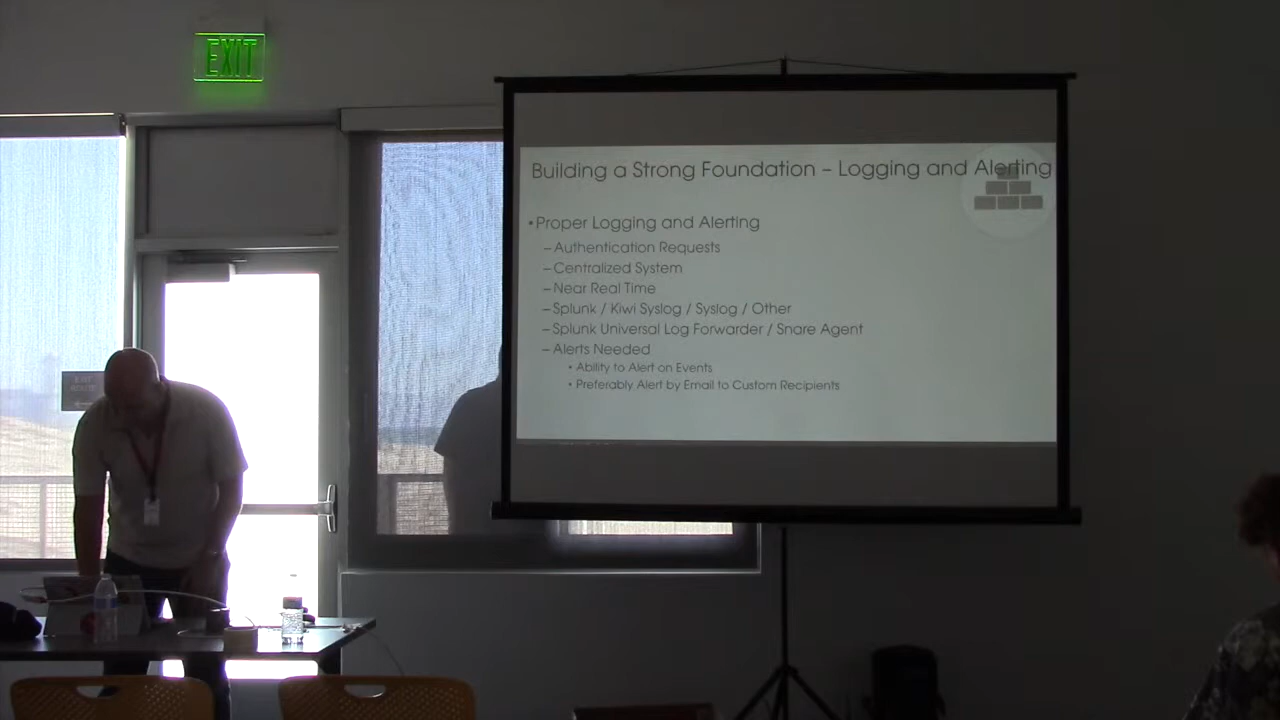 EXIT
Building a Strong Foundation – Logging and Alerting
•Proper Logging and Alerting
–Authentication Requests
–Centralized System
–Near Real Time
–Splunk / Kiwi Syslog / Syslog / Other
–Splunk Universal Log Forwarder / Snare Agent
–Alerts Needed
•Ability to Alert on Events
•Preferably Alert by Email to Custom Recipients